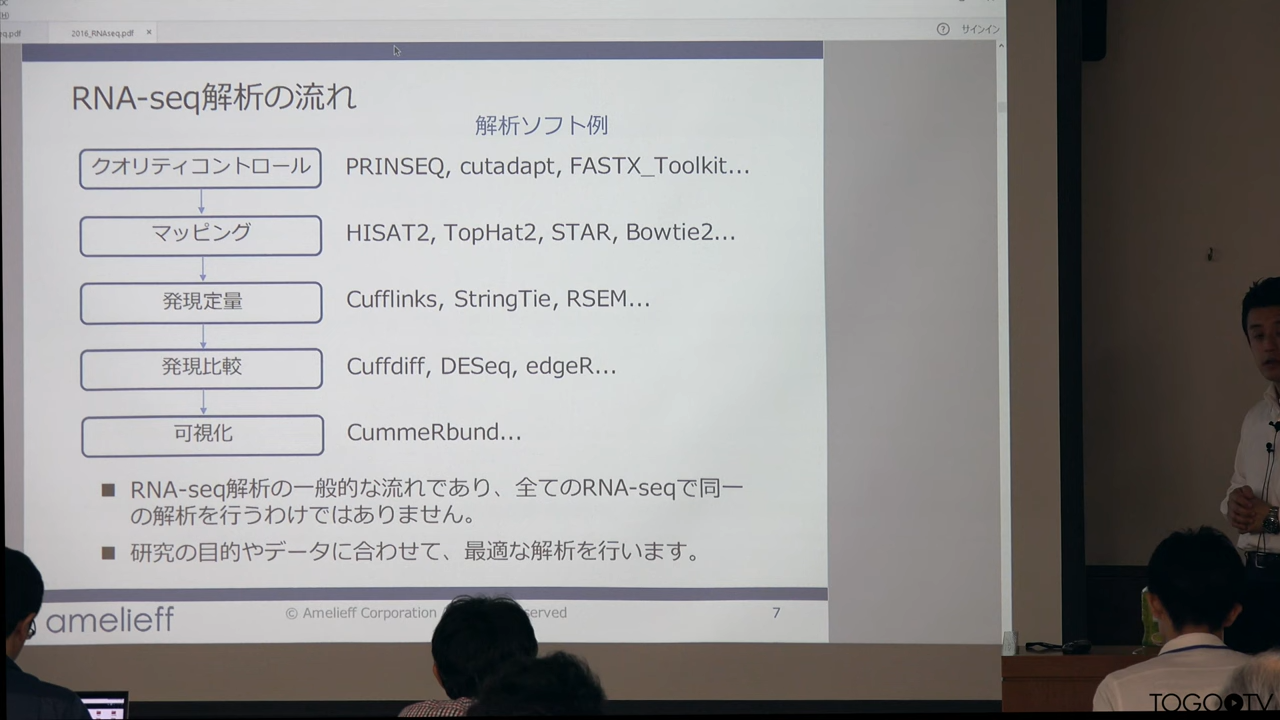 (H)
eq.pdf
2016_RNAseq.pdf ×
? サインイン
RNA-seq解析の流れ
解析ソフト例
クオリティコントロール PRINSEQ, cutadapt, FASTX_Toolkit...
マッピング HISAT2, TopHat2, STAR, Bowtie2...
発現定量 Cufflinks, StringTie, RSEM...
発現比較 Cuffdiff, DESeq, edgeR...
可視化 CummeRbund...
■ RNA-seq解析の一般的な流れであり、全てのRNA-seqで同一
の解析を行うわけではありません。
■ 研究の目的やデータに合わせて、最適な解析を行います。
amelieff © Amelieff Corporation served 7
TOGOTV